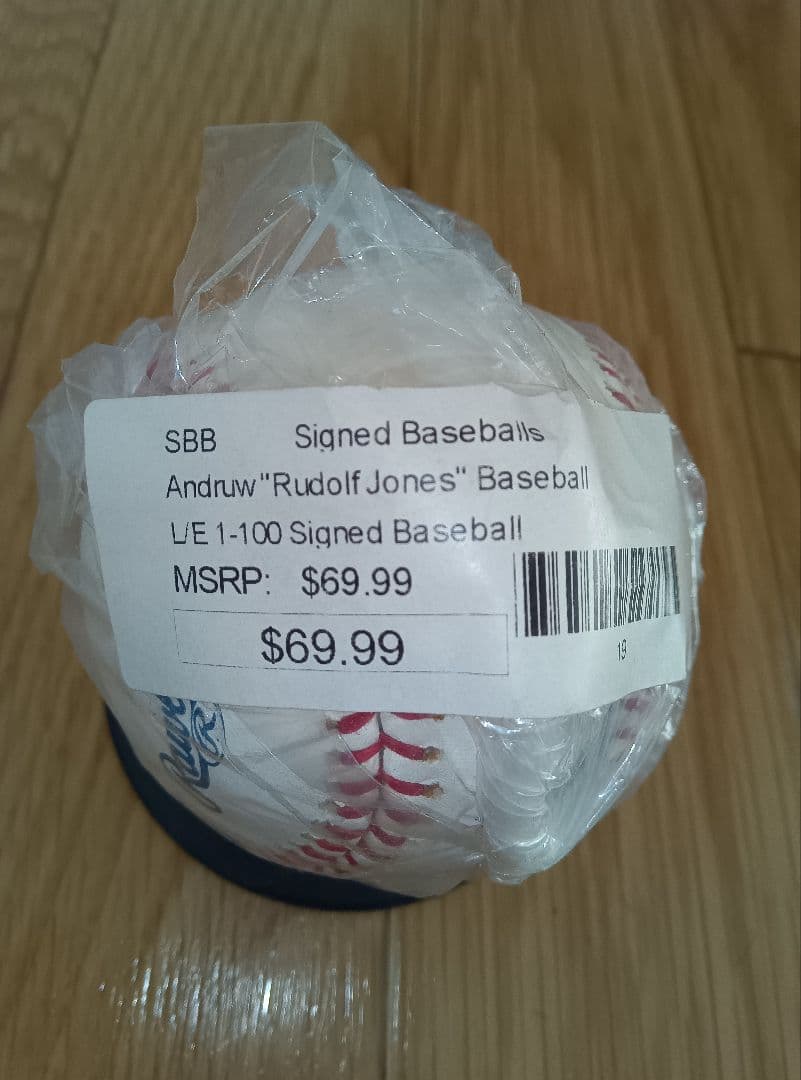 SBB Signed Baseballs
Andruw "Rudolf Jones" Baseball
L/E 1-100 Signed Baseball
MSRP: $69.99
$69.99
19